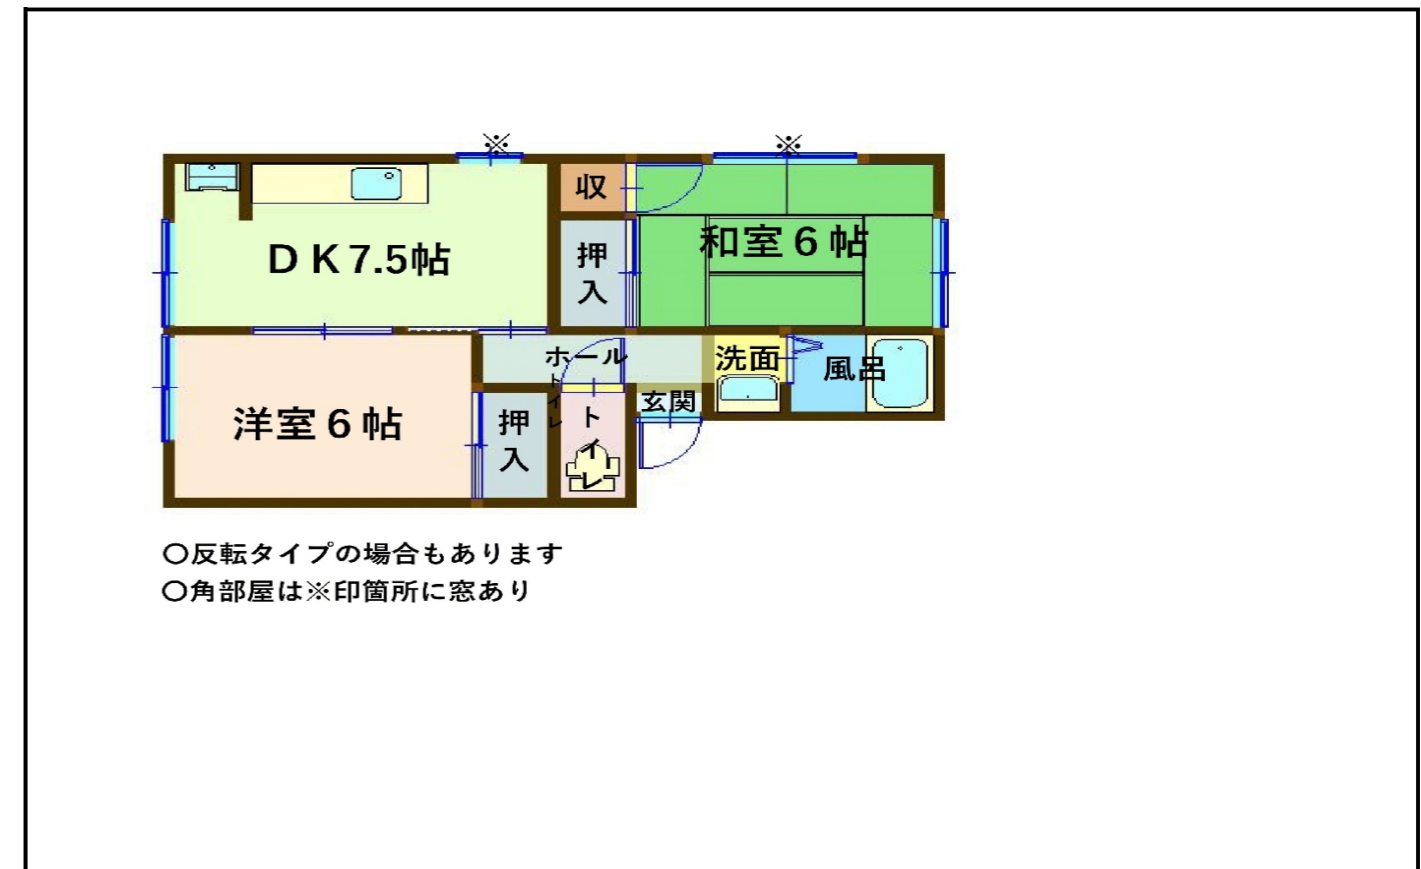 ※
※
DK7.5帖
収
押入
和室6帖
洋室6帖
押入
ホール
トイレ
トイレ
玄関
洗面
風呂
〇反転タイプの場合もあります
〇角部屋は※印箇所に窓あり